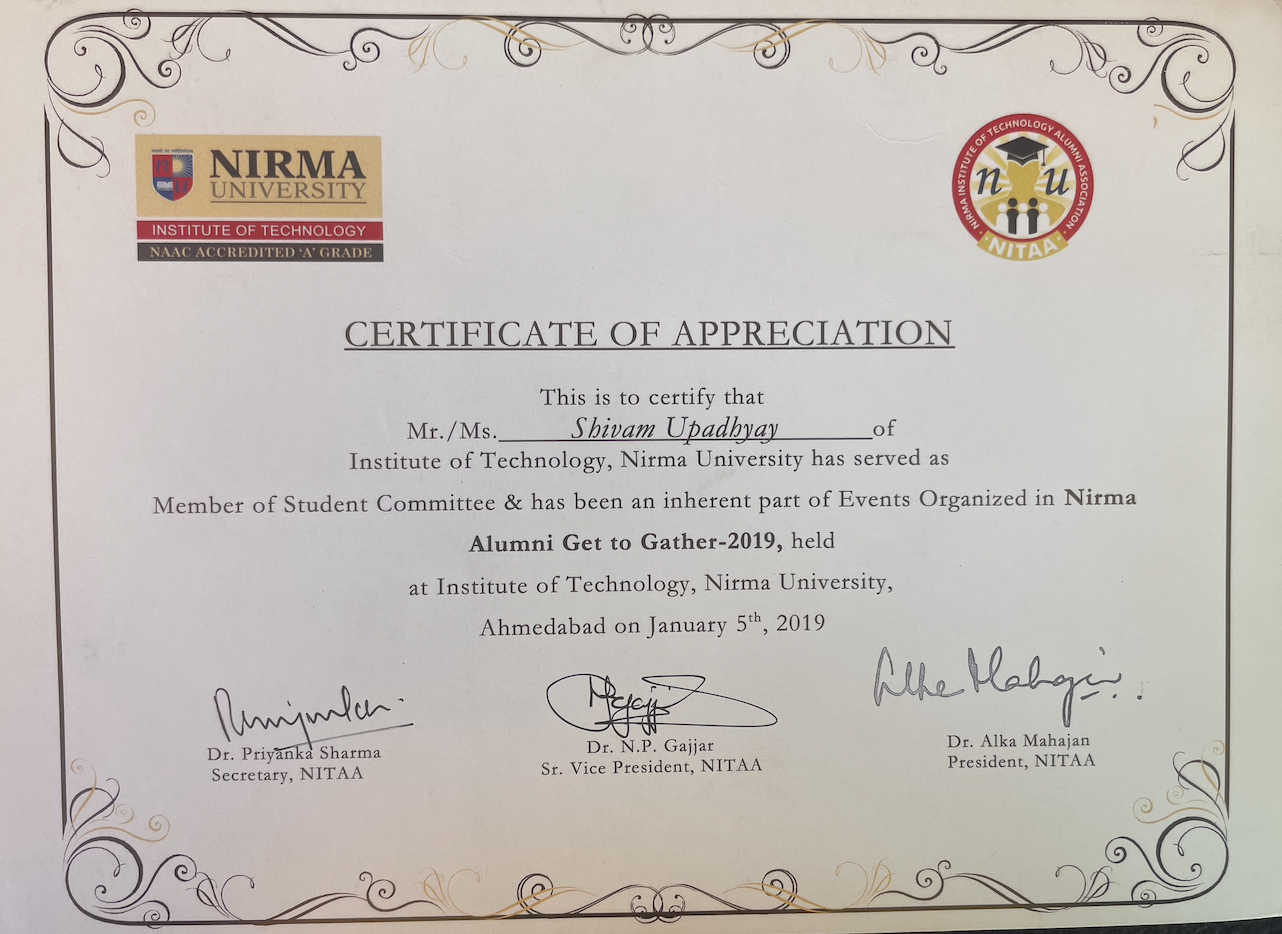 NIRMA
UNIVERSITY
INSTITUTE OF TECHNOLOGY
NAAC ACCREDITED 'A' GRADE
NIRMA INSTITUTE OF TECHNOLOGY ALUMNI ASSOCIATION
n u
NITAA
CERTIFICATE OF APPRECIATION
This is to certify that
Mr./Ms. Shivam Upadhyay of
Institute of Technology, Nirma University has served as
Member of Student Committee & has been an inherent part of Events Organized in Nirma
Alumni Get to Gather-2019, held
at Institute of Technology, Nirma University,
Ahmedabad on January 5th, 2019
Alka Mahajan
Dr. Priyanka Sharma
Secretary, NITAA
Dr. N.P. Gajjar
Sr. Vice President, NITAA
Dr. Alka Mahajan
President, NITAA